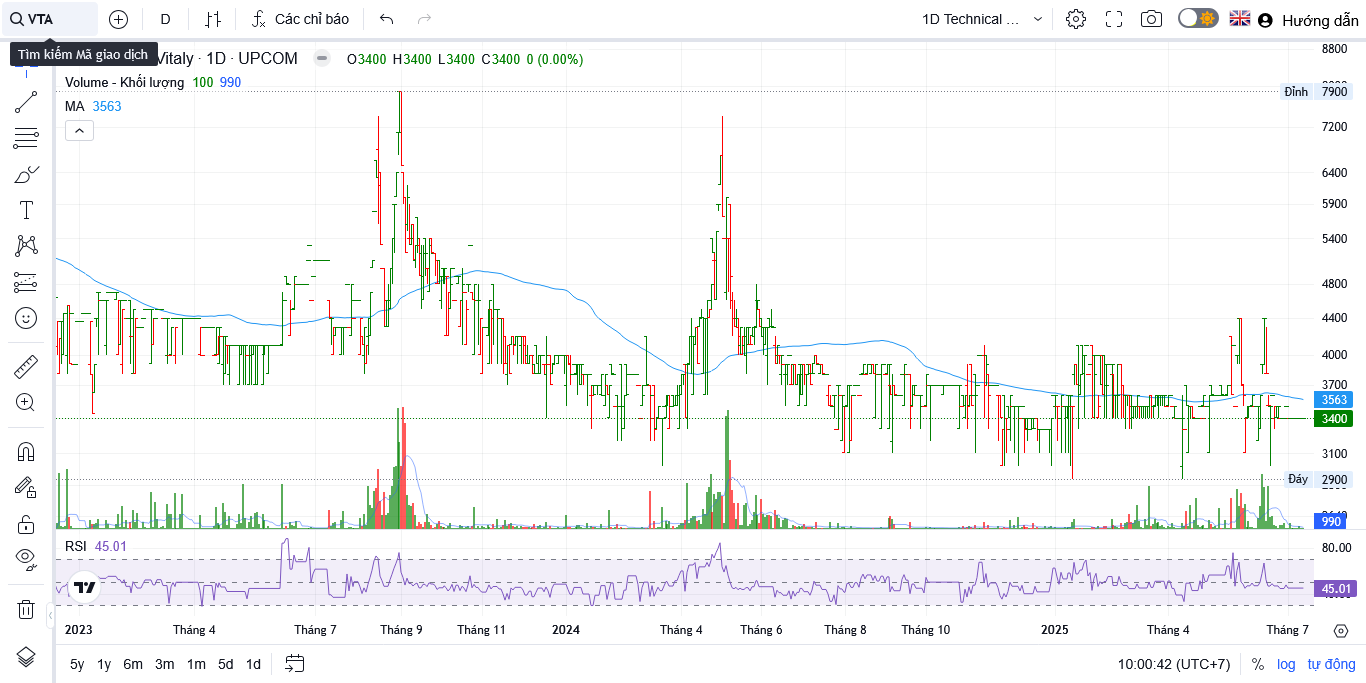 VTA
D
Các chỉ báo
1D Technical ...
Hướng dẫn
Tìm kiếm Mã giao dịch
Vitaly · 1D · UPCOM
O3400 H3400 L3400 C3400 0 (0.00%)
Volume - Khối lượng 100 990
MA 3563
8800
Đỉnh 7900
7200
6400
5900
5400
4800
4400
4000
3700
3563
3400
3100
Đáy 2900
990
RSI 45.01
80.00
45.01
2023 Tháng 4 Tháng 7 Tháng 9 Tháng 11 2024 Tháng 4 Tháng 6 Tháng 8 Tháng 10 2025 Tháng 4 Tháng 7
5y 1y 6m 3m 1m 5d 1d
10:00:42 (UTC+7) % log tự động